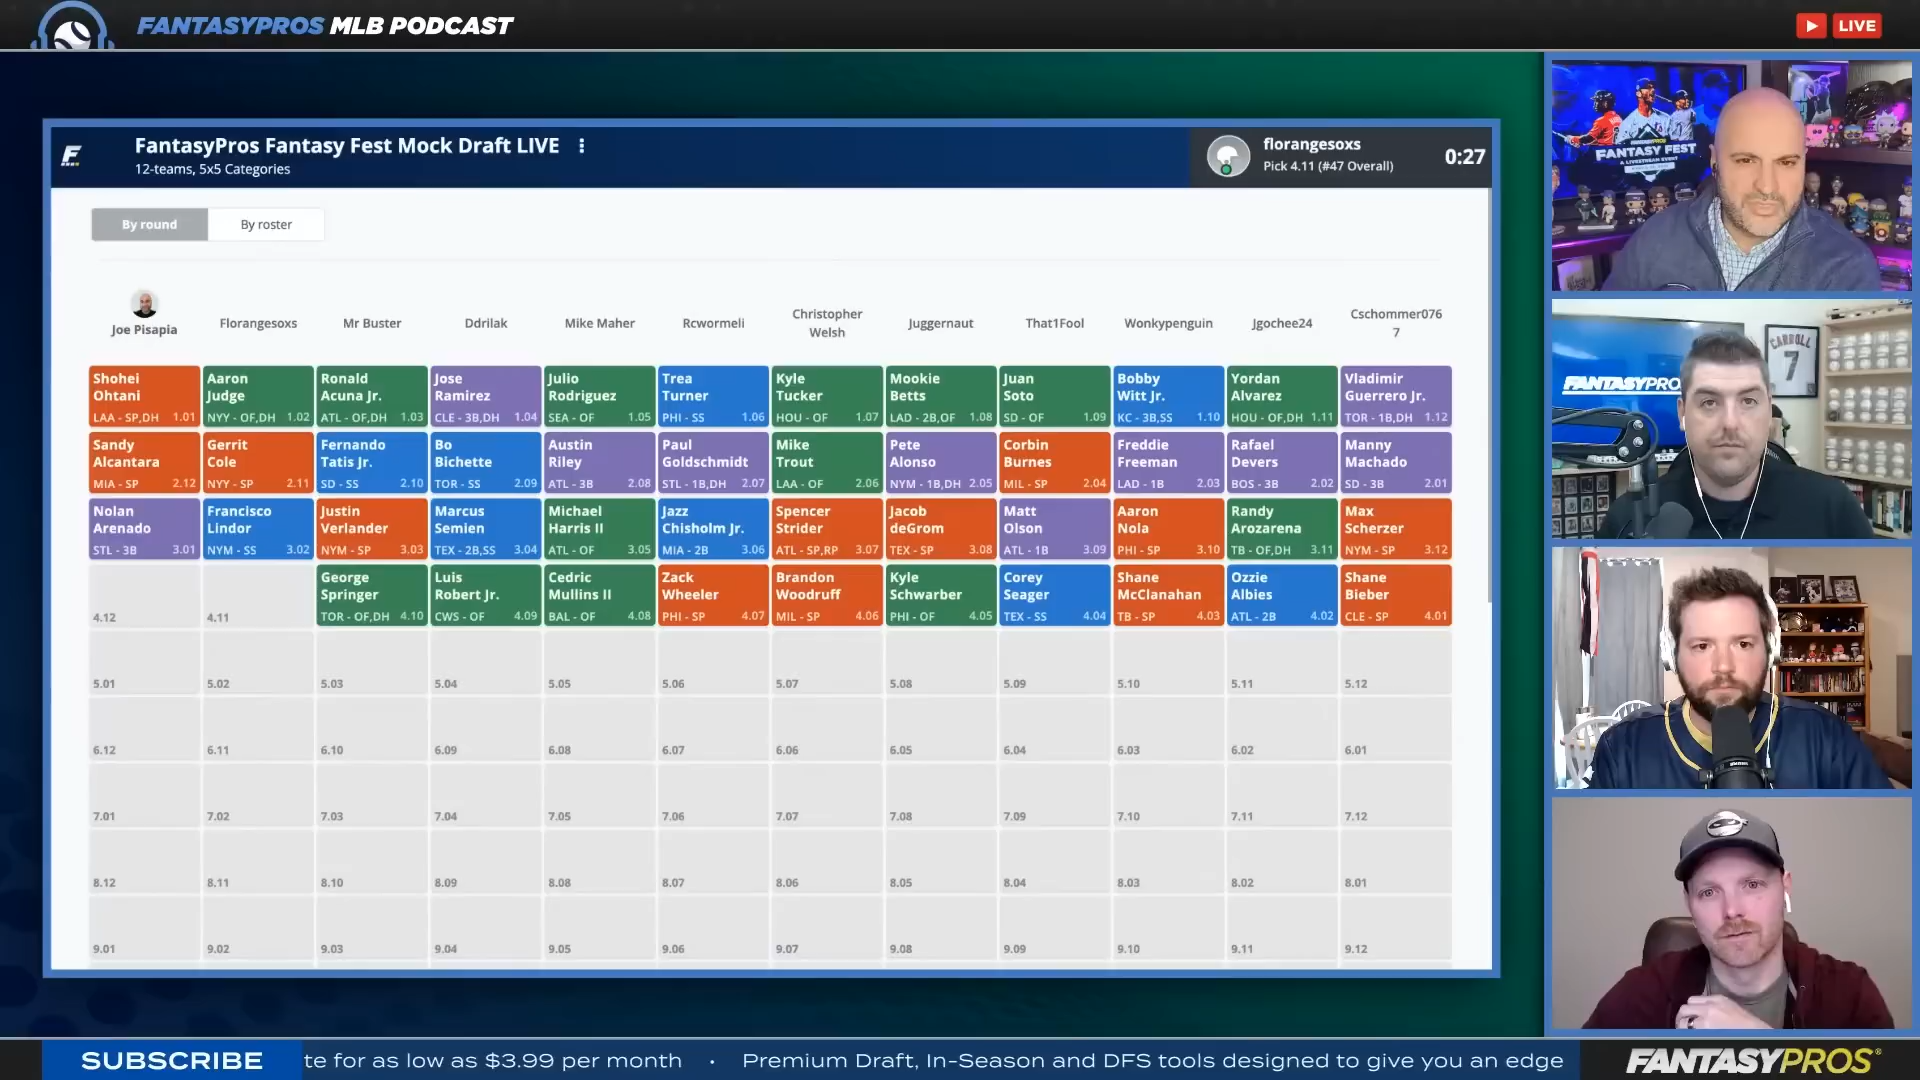 FANTASYPROS MLB PODCAST
LIVE
FantasyPros Fantasy Fest Mock Draft LIVE
12-teams, 5x5 Categories
florangesoxs
Pick 4.11 (#47 Overall)
0:27
By round By roster
Joe Pisapia Florangesoxs Mr Buster Ddrilak Mike Maher Rcwormeli Christopher Welsh Juggernaut That1Fool Wonkypenguin Jgochee24 Cschommer0767
Shohei Ohtani LAA - SP,DH 1.01
Aaron Judge NYY - OF,DH 1.02
Ronald Acuna Jr. ATL - OF,DH 1.03
Jose Ramirez CLE - 3B,DH 1.04
Julio Rodriguez SEA - OF 1.05
Trea Turner PHI - SS 1.06
Kyle Tucker HOU - OF 1.07
Mookie Betts LAD - 2B,OF 1.08
Juan Soto SD - OF 1.09
Bobby Witt Jr. KC - 3B,SS 1.10
Yordan Alvarez HOU - OF,DH 1.11
Vladimir Guerrero Jr. TOR - 1B,DH 1.12
Sandy Alcantara MIA - SP 2.12
Gerrit Cole NYY - SP 2.11
Fernando Tatis Jr. SD - SS 2.10
Bo Bichette TOR - SS 2.09
Austin Riley ATL - 3B 2.08
Paul Goldschmidt STL - 1B,DH 2.07
Mike Trout LAA - OF 2.06
Pete Alonso NYM - 1B,DH 2.05
Corbin Burnes MIL - SP 2.04
Freddie Freeman LAD - 1B 2.03
Rafael Devers BOS - 3B 2.02
Manny Machado SD - 3B 2.01
Nolan Arenado STL - 3B 3.01
Francisco Lindor NYM - SS 3.02
Justin Verlander NYM - SP 3.03
Marcus Semien TEX - 2B,SS 3.04
Michael Harris II ATL - OF 3.05
Jazz Chisholm Jr. MIA - 2B 3.06
Spencer Strider ATL - SP,RP 3.07
Jacob deGrom TEX - SP 3.08
Matt Olson ATL - 1B 3.09
Aaron Nola PHI - SP 3.10
Randy Arozarena TB - OF,DH 3.11
Max Scherzer NYM - SP 3.12
4.12
4.11
George Springer TOR - OF,DH 4.10
Luis Robert Jr. CWS - OF 4.09
Cedric Mullins II BAL - OF 4.08
Zack Wheeler PHI - SP 4.07
Brandon Woodruff MIL - SP 4.06
Kyle Schwarber PHI - OF 4.05
Corey Seager TEX - SS 4.04
Shane McClanahan TB - SP 4.03
Ozzie Albies ATL - 2B 4.02
Shane Bieber CLE - SP 4.01
5.01 5.02 5.03 5.04 5.05 5.06 5.07 5.08 5.09 5.10 5.11 5.12
6.12 6.11 6.10 6.09 6.08 6.07 6.06 6.05 6.04 6.03 6.02 6.01
7.01 7.02 7.03 7.04 7.05 7.06 7.07 7.08 7.09 7.10 7.11 7.12
8.12 8.11 8.10 8.09 8.08 8.07 8.06 8.05 8.04 8.03 8.02 8.01
9.01 9.02 9.03 9.04 9.05 9.06 9.07 9.08 9.09 9.10 9.11 9.12
FANTASY FEST
A LIVESTREAM EVENT
FANTASYPRO
CARROLL
7
SUBSCRIBE
te for as low as $3.99 per month · Premium Draft, In-Season and DFS tools designed to give you an edge
FANTASYPROS